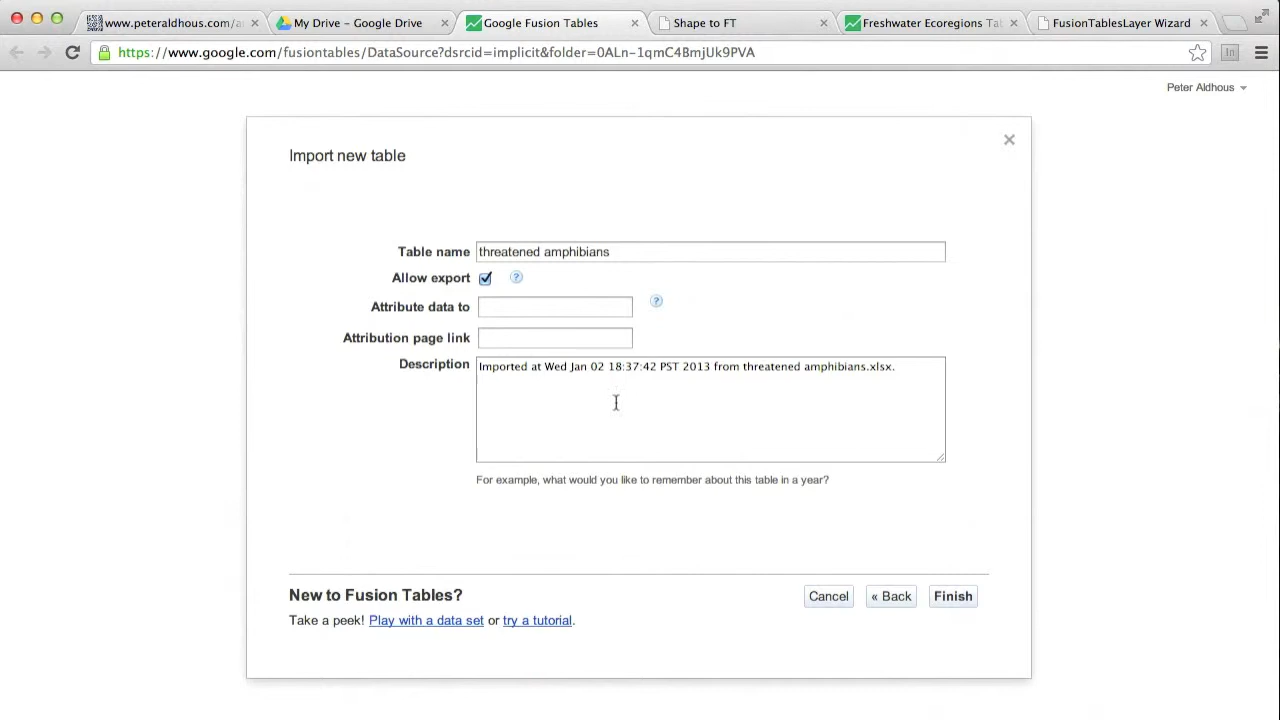 www.peteraldhous.com/a
My Drive - Google Drive
Google Fusion Tables
Shape to FT
Freshwater Ecoregions Tab
FusionTablesLayer Wizard
https://www.google.com/fusiontables/DataSource?dsrcid=implicit&folder=0ALn-1qmC4BmjUk9PVA
Peter Aldhous
Import new table
Table name threatened amphibians
Allow export ?
Attribute data to ?
Attribution page link
Description Imported at Wed Jan 02 18:37:42 PST 2013 from threatened amphibians.xlsx.
For example, what would you like to remember about this table in a year?
New to Fusion Tables?
Cancel « Back Finish
Take a peek! Play with a data set or try a tutorial.